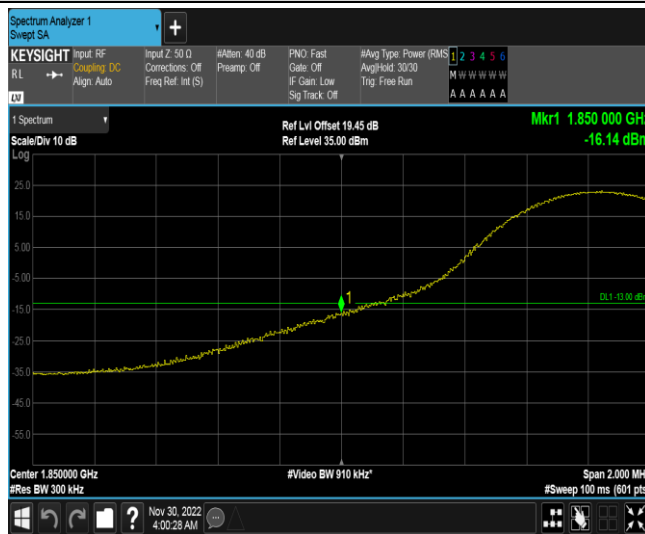 Spectrum Analyzer 1
Swept SA
+
KEYSIGHT
RL
LXI
Input: RF
Coupling: DC
Align: Auto
Input Z: 50 Ω
Corrections: Off
Freq Ref: Int (S)
#Atten: 40 dB
Preamp: Off
PNO: Fast
Gate: Off
IF Gain: Low
Sig Track: Off
#Avg Type: Power (RMS
Avg|Hold: 30/30
Trig: Free Run
1 2 3 4 5 6
M W W W W W
A A A A A A
1 Spectrum
Scale/Div 10 dB
Log
Ref Lvl Offset 19.45 dB
Ref Level 35.00 dBm
Mkr1 1.850 000 GHz
-16.14 dBm
25.0
15.0
5.00
-5.00
-15.0
-25.0
-35.0
-45.0
-55.0
1
DL1 -13.00 dBm
Center 1.850000 GHz
#Res BW 300 kHz
#Video BW 910 kHz*
Span 2.000 MH
#Sweep 100 ms (601 pts
?
Nov 30, 2022
4:00:28 AM